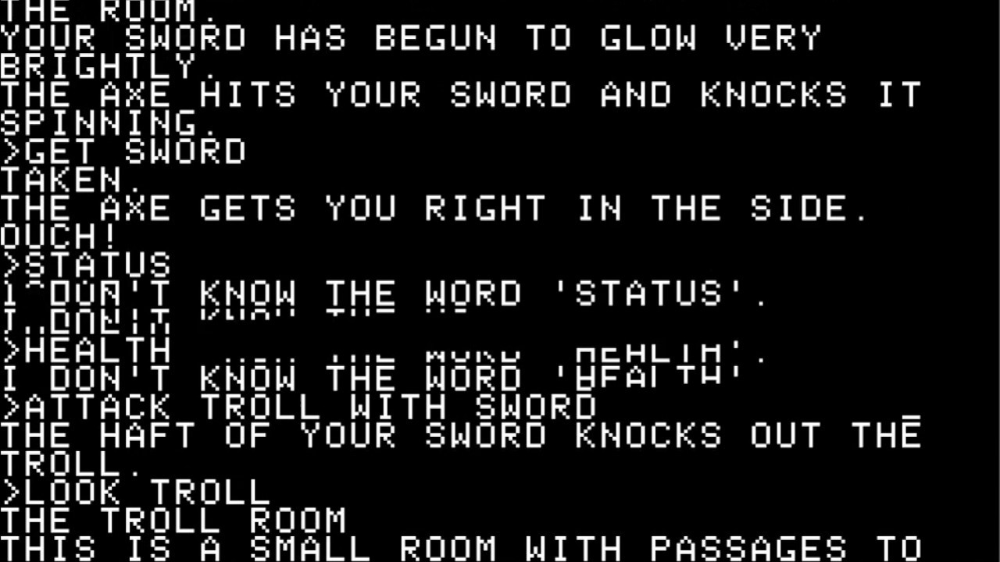 THE ROOM.
YOUR SWORD HAS BEGUN TO GLOW VERY
BRIGHTLY.
THE AXE HITS YOUR SWORD AND KNOCKS IT
SPINNING.
>GET SWORD
TAKEN.
THE AXE GETS YOU RIGHT IN THE SIDE.
OUCH!
>STATUS
I DON'T KNOW THE WORD 'STATUS'.
>HEALTH
I DON'T KNOW THE WORD 'HEALTH'
>ATTACK TROLL WITH SWORD
THE HAFT OF YOUR SWORD KNOCKS OUT THE
TROLL.
>LOOK TROLL
THE TROLL ROOM
THIS IS A SMALL ROOM WITH PASSAGES TO